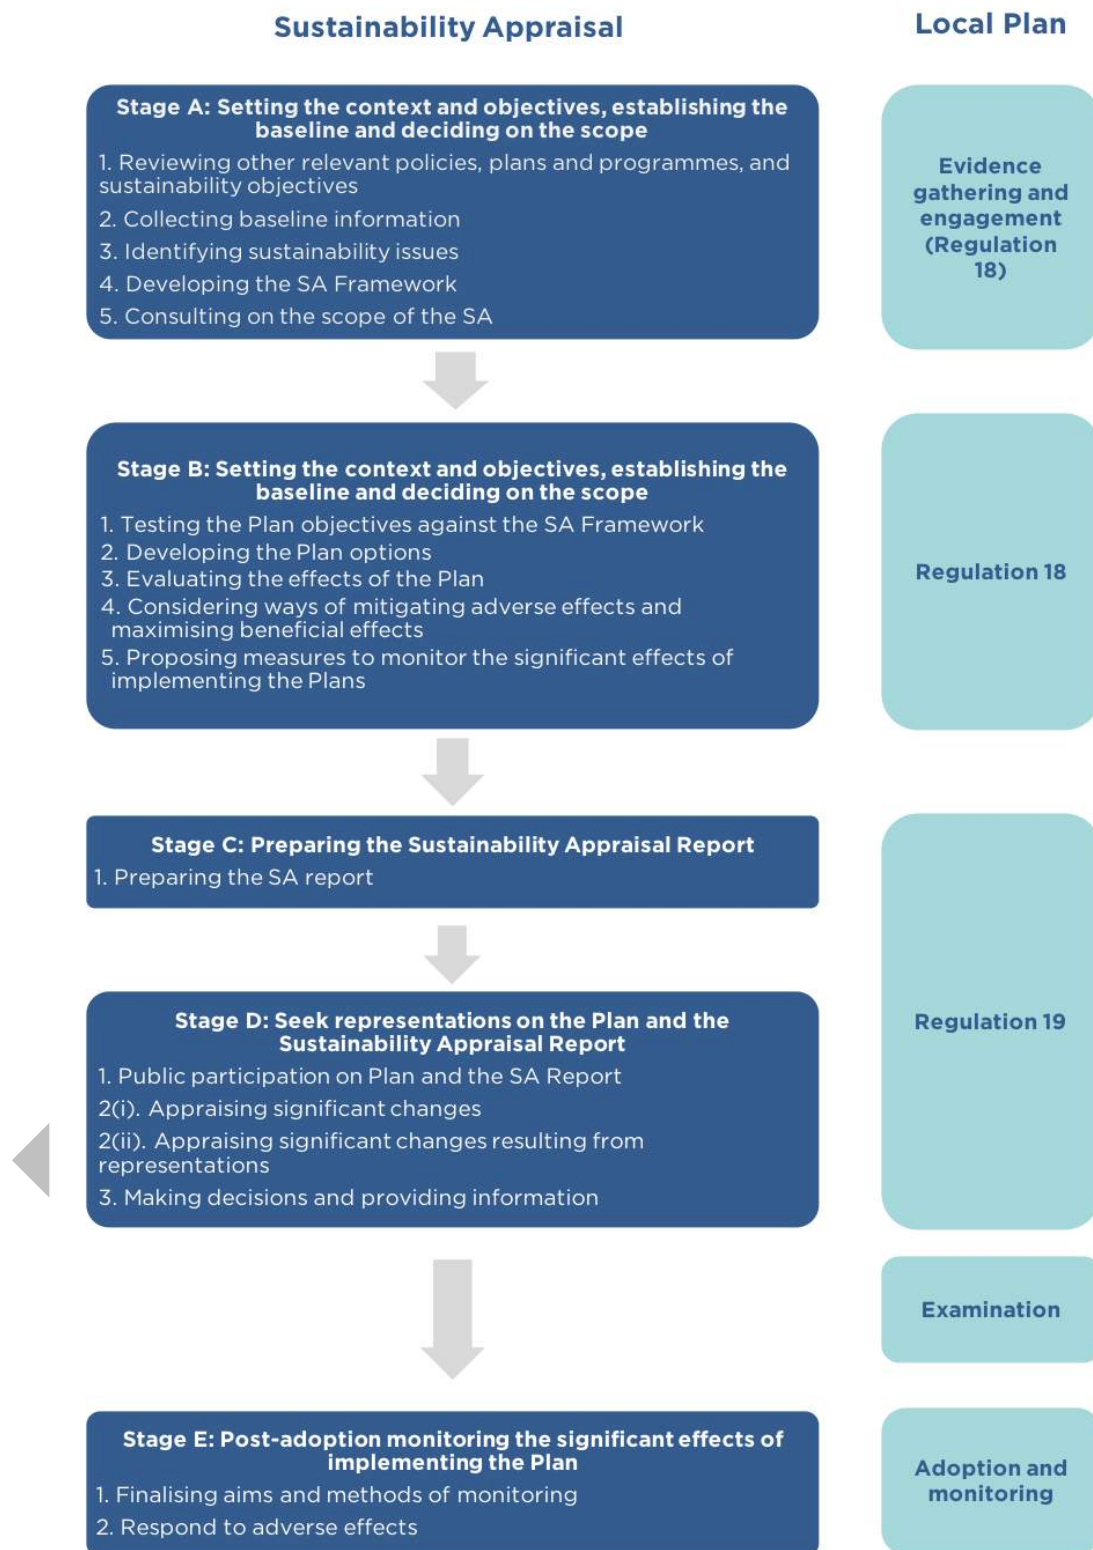 Sustainability Appraisal
Local Plan
Stage A: Setting the context and objectives, establishing the
baseline and deciding on the scope
1. Reviewing other relevant policies, plans and programmes, and
sustainability objectives
2. Collecting baseline information
3. Identifying sustainability issues
4. Developing the SA Framework
5. Consulting on the scope of the SA
Evidence
gathering and
engagement
(Regulation
18)
Stage B: Setting the context and objectives, establishing the
baseline and deciding on the scope
1. Testing the Plan objectives against the SA Framework
2. Developing the Plan options
3. Evaluating the effects of the Plan
4. Considering ways of mitigating adverse effects and
maximising beneficial effects
5. Proposing measures to monitor the significant effects of
implementing the Plans
Regulation 18
Stage C: Preparing the Sustainability Appraisal Report
1. Preparing the SA report
Stage D: Seek representations on the Plan and the
Sustainability Appraisal Report
1. Public participation on Plan and the SA Report
2(i). Appraising significant changes
2(ii). Appraising significant changes resulting from
representations
3. Making decisions and providing information
Regulation 19
Examination
Stage E: Post-adoption monitoring the significant effects of
implementing the Plan
1. Finalising aims and methods of monitoring
2. Respond to adverse effects
Adoption and
monitoring